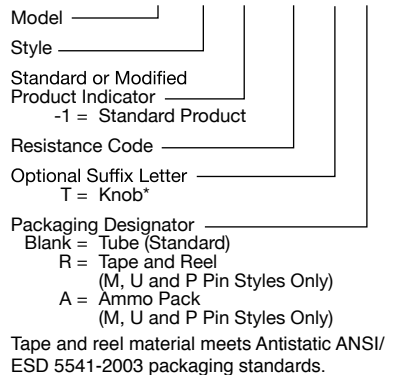 Model
Style
Standard or Modified
Product Indicator
-1 = Standard Product
Resistance Code
Optional Suffix Letter
T = Knob*
Packaging Designator
Blank = Tube (Standard)
R = Tape and Reel
(M, U and P Pin Styles Only)
A = Ammo Pack
(M, U and P Pin Styles Only)
Tape and reel material meets Antistatic ANSI/
ESD 5541-2003 packaging standards.